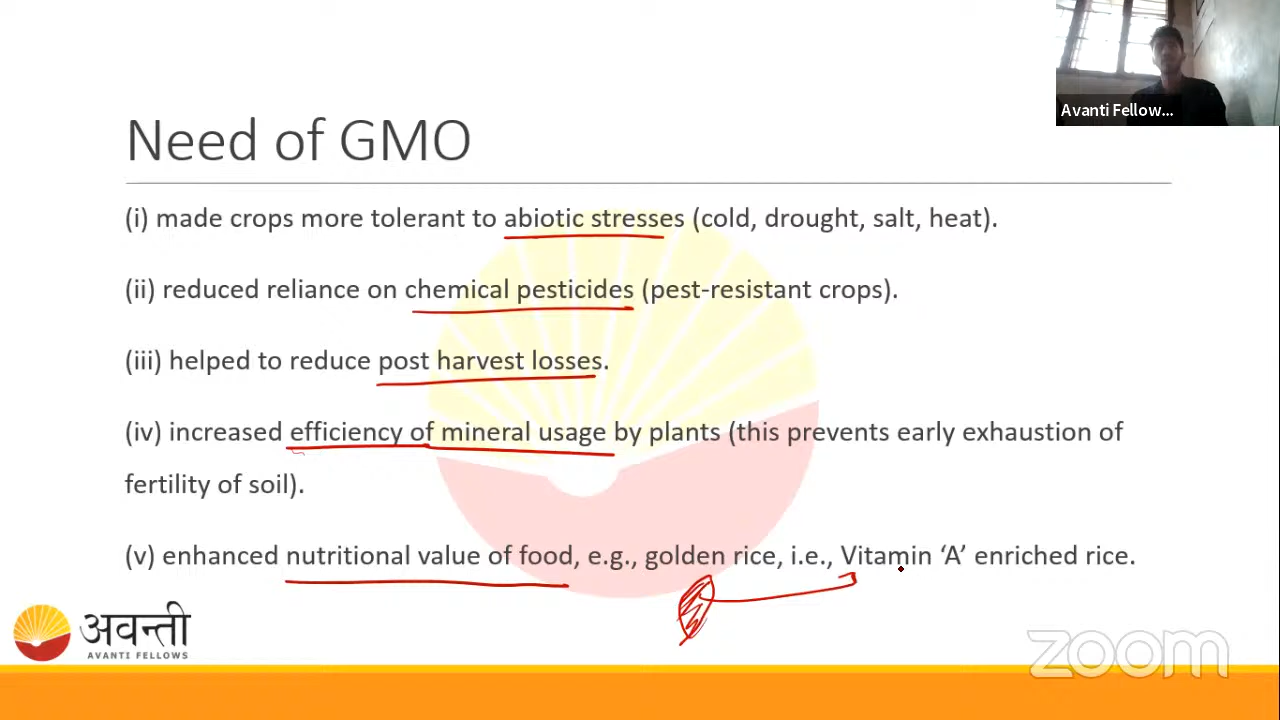 Avanti Fellow...
Need of GMO
(i) made crops more tolerant to abiotic stresses (cold, drought, salt, heat).
(ii) reduced reliance on chemical pesticides (pest-resistant crops).
(iii) helped to reduce post harvest losses.
(iv) increased efficiency of mineral usage by plants (this prevents early exhaustion of
fertility of soil).
(v) enhanced nutritional value of food, e.g., golden rice, i.e., Vitamin ‘A’ enriched rice.
अवन्ती
AVANTI FELLOWS
zoom